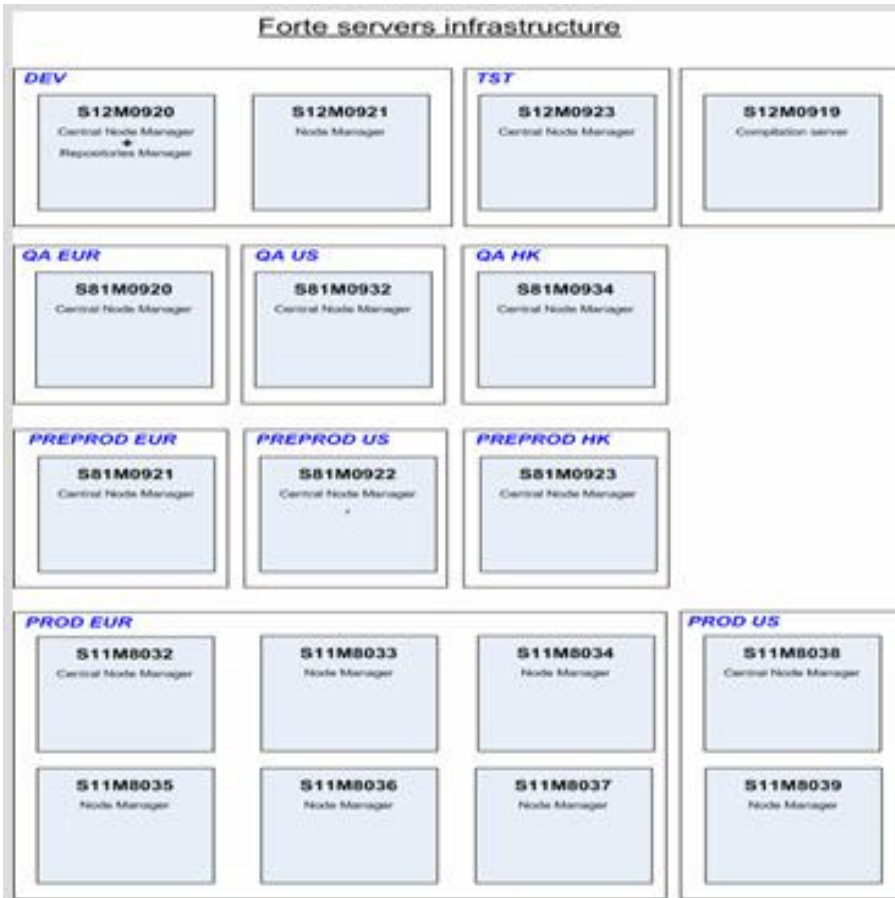 Forte servers infrastructure
DEV
S12M0920
Central Node Manager
+
Repositories Manager
S12M0921
Node Manager
TST
S12M0923
Central Node Manager
S12M0919
Compilation server
QA EUR
S81M0920
Central Node Manager
QA US
S81M0932
Central Node Manager
QA HK
S81M0934
Central Node Manager
PREPROD EUR
S81M0921
Central Node Manager
PREPROD US
S81M0922
Central Node Manager
PREPROD HK
S81M0923
Central Node Manager
PROD EUR
S11M8032
Central Node Manager
S11M8033
Node Manager
S11M8034
Node Manager
S11M8035
Node Manager
S11M8036
Node Manager
S11M8037
Node Manager
PROD US
S11M8038
Central Node Manager
S11M8039
Node Manager